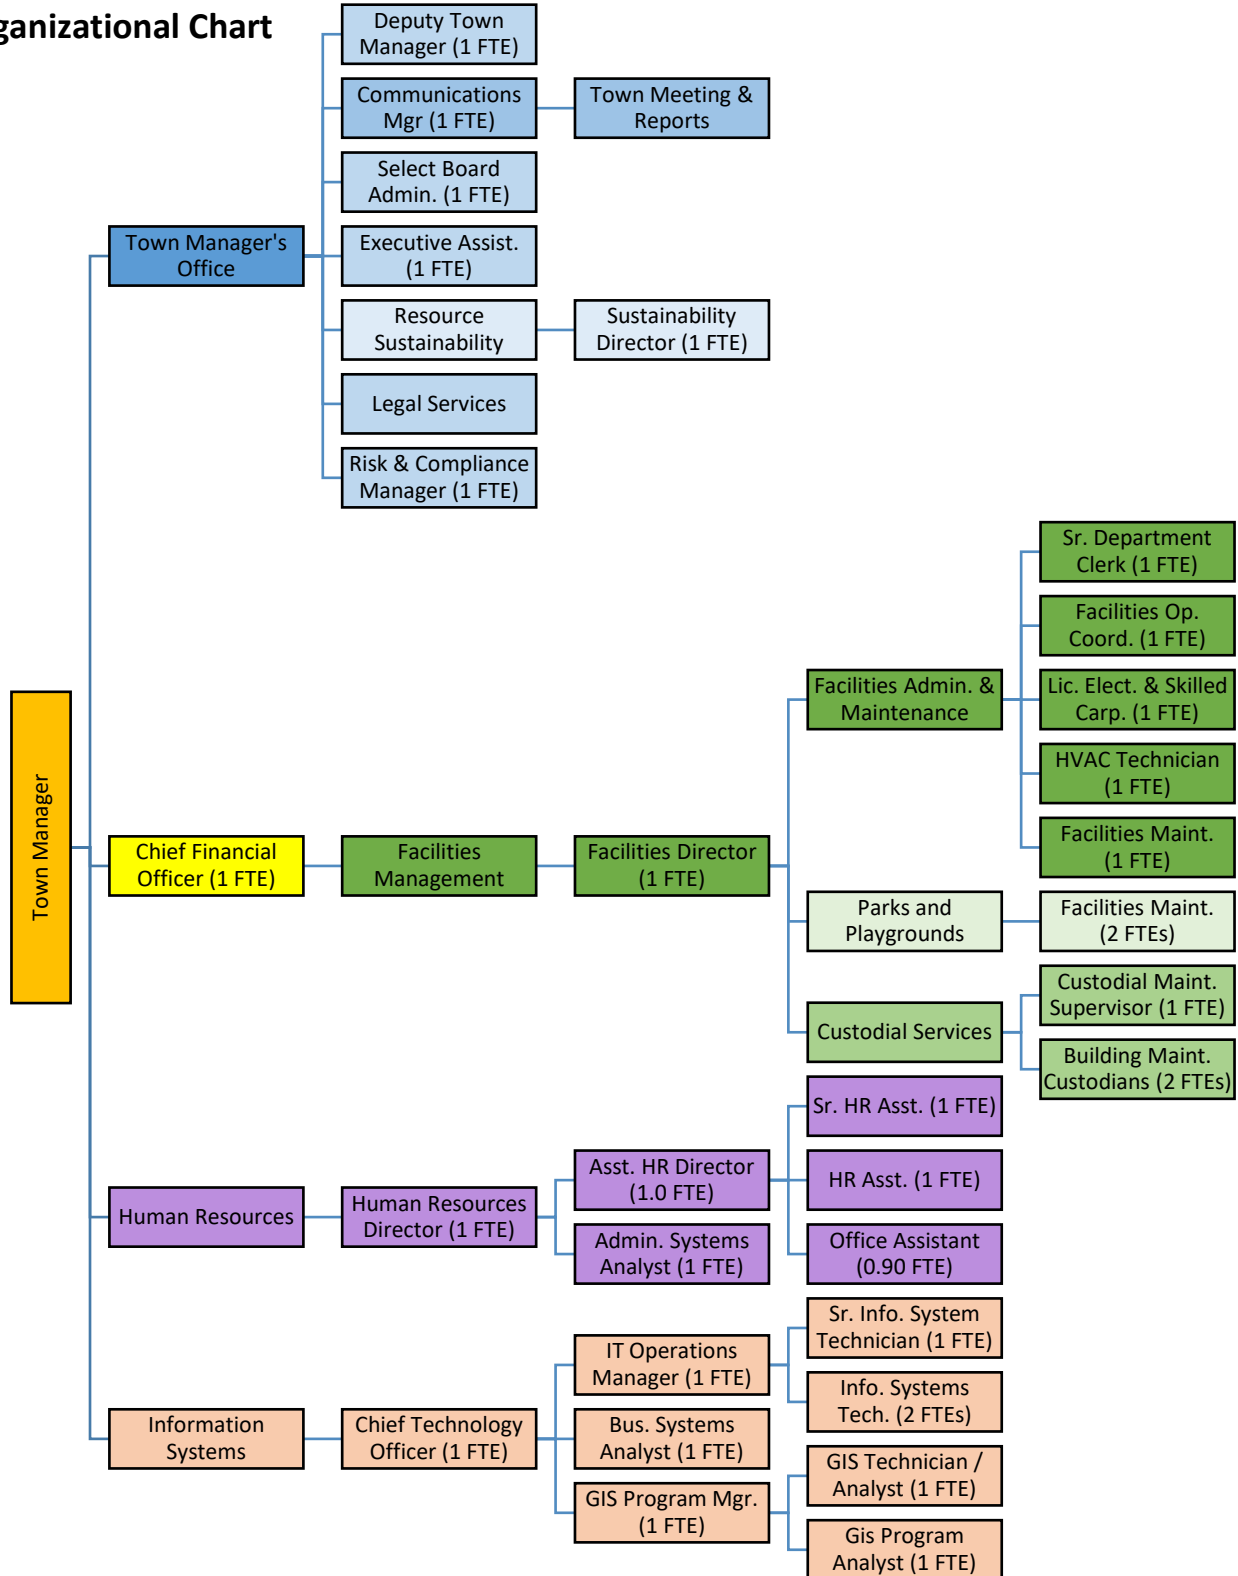 ganizational Chart
Deputy Town
Manager (1 FTE)
Communications
Mgr (1 FTE)
Town Meeting &
Reports
Select Board
Admin. (1 FTE)
Town Manager's
Office
Executive Assist.
(1 FTE)
Resource
Sustainability
Sustainability
Director (1 FTE)
Legal Services
Risk & Compliance
Manager (1 FTE)
Sr. Department
Clerk (1 FTE)
Facilities Op.
Coord. (1 FTE)
Facilities Admin. &
Maintenance
Lic. Elect. & Skilled
Carp. (1 FTE)
HVAC Technician
(1 FTE)
Facilities Maint.
(1 FTE)
Town Manager
Chief Financial
Officer (1 FTE)
Facilities
Management
Facilities Director
(1 FTE)
Parks and
Playgrounds
Facilities Maint.
(2 FTEs)
Custodial Services
Custodial Maint.
Supervisor (1 FTE)
Building Maint.
Custodians (2 FTEs)
Human Resources
Human Resources
Director (1 FTE)
Asst. HR Director
(1.0 FTE)
Admin. Systems
Analyst (1 FTE)
Sr. HR Asst. (1 FTE)
HR Asst. (1 FTE)
Office Assistant
(0.90 FTE)
Information
Systems
Chief Technology
Officer (1 FTE)
IT Operations
Manager (1 FTE)
Sr. Info. System
Technician (1 FTE)
Info. Systems
Tech. (2 FTEs)
Bus. Systems
Analyst (1 FTE)
GIS Program Mgr.
(1 FTE)
GIS Technician /
Analyst (1 FTE)
Gis Program
Analyst (1 FTE)